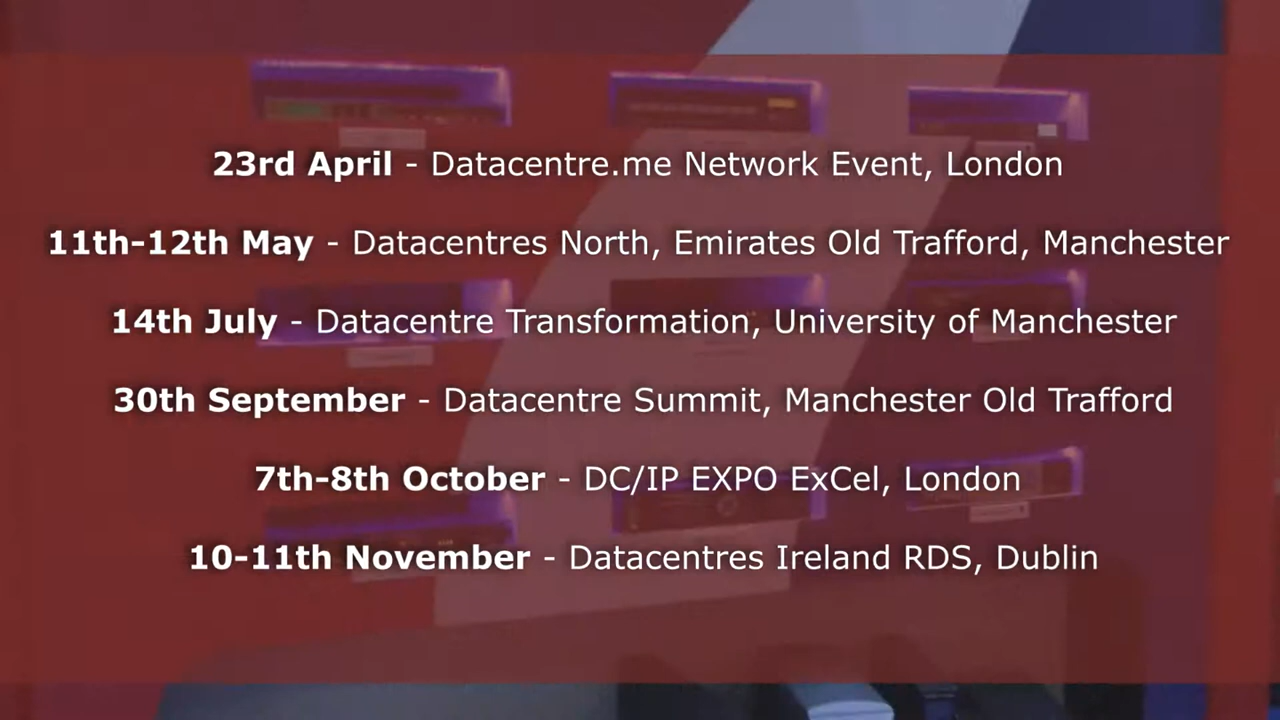 23rd April - Datacentre.me Network Event, London
11th-12th May - Datacentres North, Emirates Old Trafford, Manchester
14th July - Datacentre Transformation, University of Manchester
30th September - Datacentre Summit, Manchester Old Trafford
7th-8th October - DC/IP EXPO ExCel, London
10-11th November - Datacentres Ireland RDS, Dublin